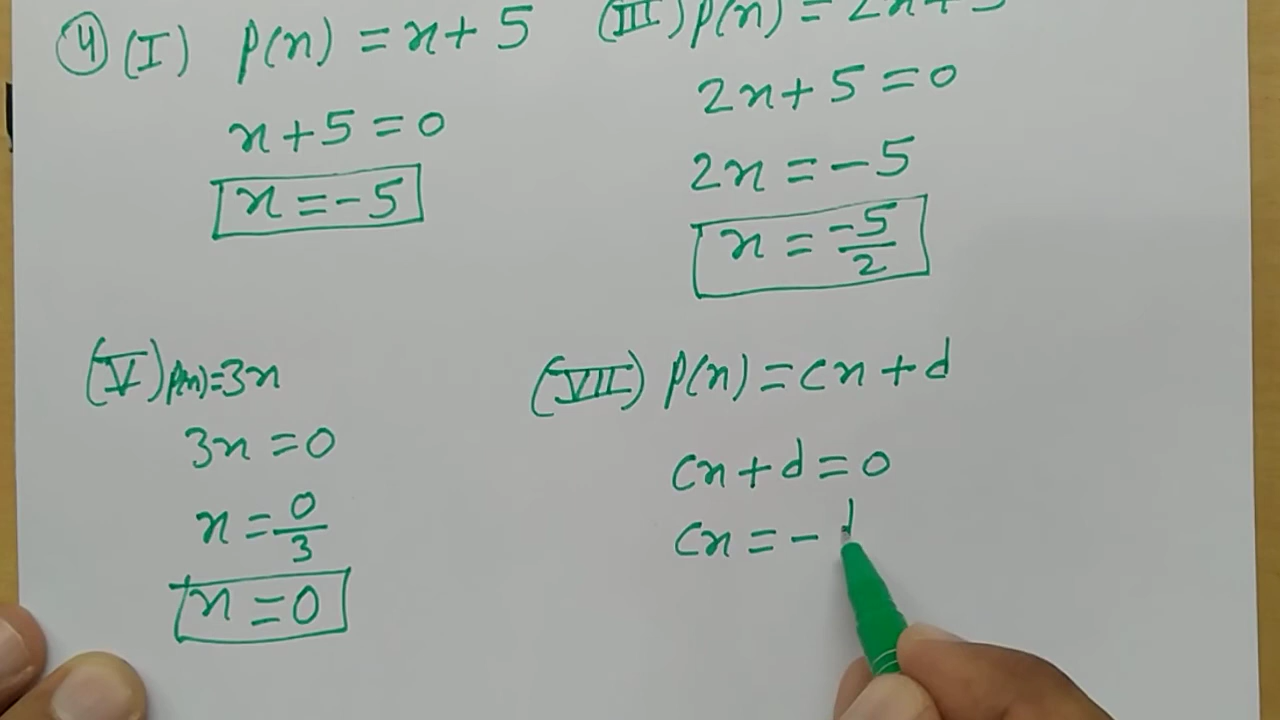 (4) (I) p(x) = x + 5
x + 5 = 0
x = -5
(III) p(x) = 2x + 5
2x + 5 = 0
2x = -5
x = -5/2
(V) p(x) = 3x
3x = 0
x = 0/3
x = 0
(VII) p(x) = cx + d
cx + d = 0
cx = - d